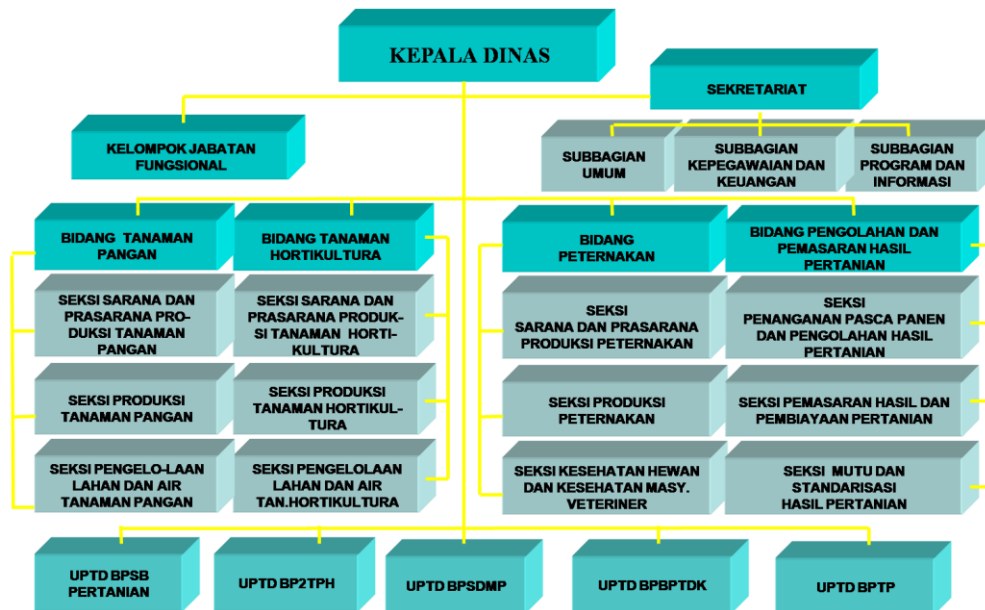 KEPALA DINAS
SEKRETARIAT
KELOMPOK JABATAN
FUNGSIONAL
SUBBAGIAN
UMUM
SUBBAGIAN
KEPEGAWAIAN DAN
KEUANGAN
SUBBAGIAN
PROGRAM DAN
INFORMASI
BIDANG TANAMAN
PANGAN
BIDANG TANAMAN
HORTIKULTURA
BIDANG
PETERNAKAN
BIDANG PENGOLAHAN DAN
PEMASARAN HASIL
PERTANIAN
SEKSI SARANA DAN
PRASARANA PRO-
DUKSI TANAMAN
PANGAN
SEKSI SARANA DAN
PRASARANA PRODUK-
SI TANAMAN HORTI-
KULTURA
SEKSI
SARANA DAN PRASARANA
PRODUKSI PETERNAKAN
SEKSI
PENANGANAN PASCA PANEN
DAN PENGOLAHAN HASIL
PERTANIAN
SEKSI PRODUKSI
TANAMAN PANGAN
SEKSI PRODUKSI
TANAMAN HORTIKUL-
TURA
SEKSI PRODUKSI
PETERNAKAN
SEKSI PEMASARAN HASIL DAN
PEMBIAYAAN PERTANIAN
SEKSI PENGELO-LAAN
LAHAN DAN AIR
TANAMAN PANGAN
SEKSI PENGELOLAAN
LAHAN DAN AIR
TAN.HORTIKULTURA
SEKSI KESEHATAN HEWAN
DAN KESEHATAN MASY.
VETERINER
SEKSI MUTU DAN
STANDARISASI
HASIL PERTANIAN
UPTD BPSB
PERTANIAN
UPTD BP2TPH
UPTD BPSDMP
UPTD BPBPTDK
UPTD BPTP